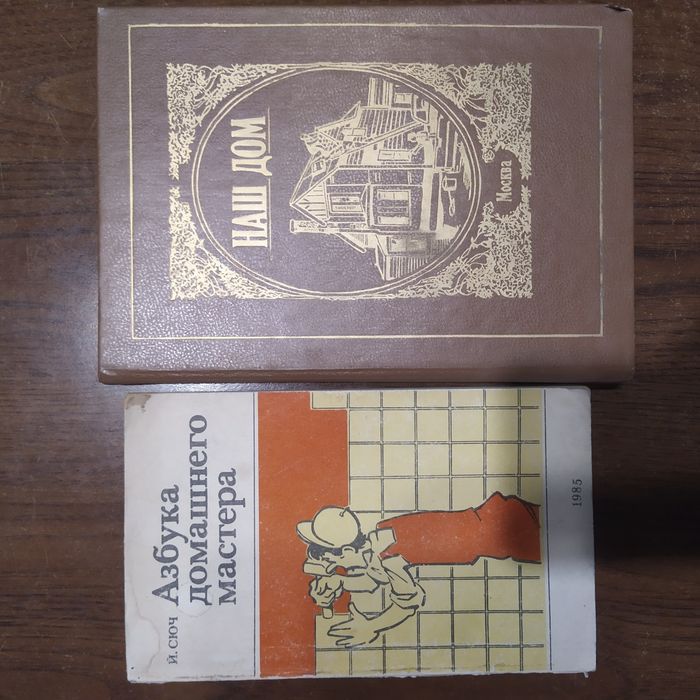 НАШ ДОМ
Москва
Й. СЮЧ
Азбука
домашнего
мастера
1985